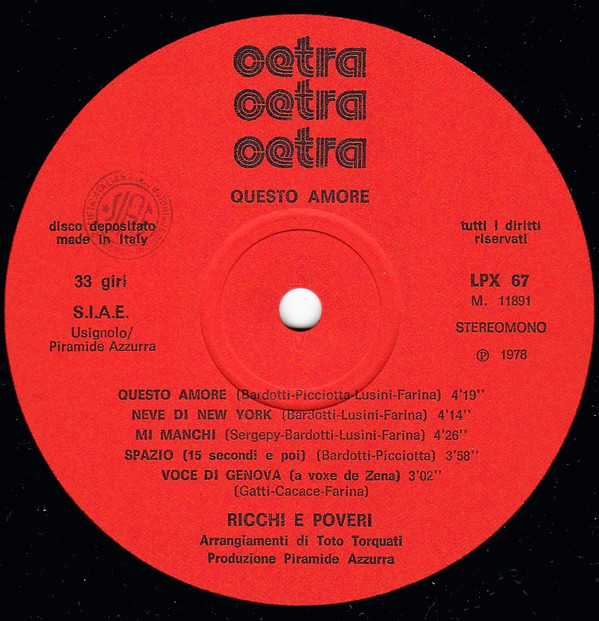 cetra
cetra
cetra
QUESTO AMORE
disco depositato
made in Italy
tutti i diritti
riservati
33 giri
LPX 67
M. 11891
S.I.A.E.
Usignolo/
Piramide Azzurra
STEREOMONO
Ⓟ 1978
QUESTO AMORE (Bardotti-Picciotta-Lusini-Farina) 4'19''
NEVE DI NEW YORK (Bardotti-Lusini-Farina) 4'14''
MI MANCHI (Sergepy-Bardotti-Lusini-Farina) 4'26''
SPAZIO (15 secondi e poi) (Bardotti-Picciotta) 3'58''
VOCE DI GENOVA (a voxe de Zena) 3'02''
(Gatti-Cacace-Farina)
RICCHI E POVERI
Arrangiamenti di Toto Torquati
Produzione Piramide Azzurra